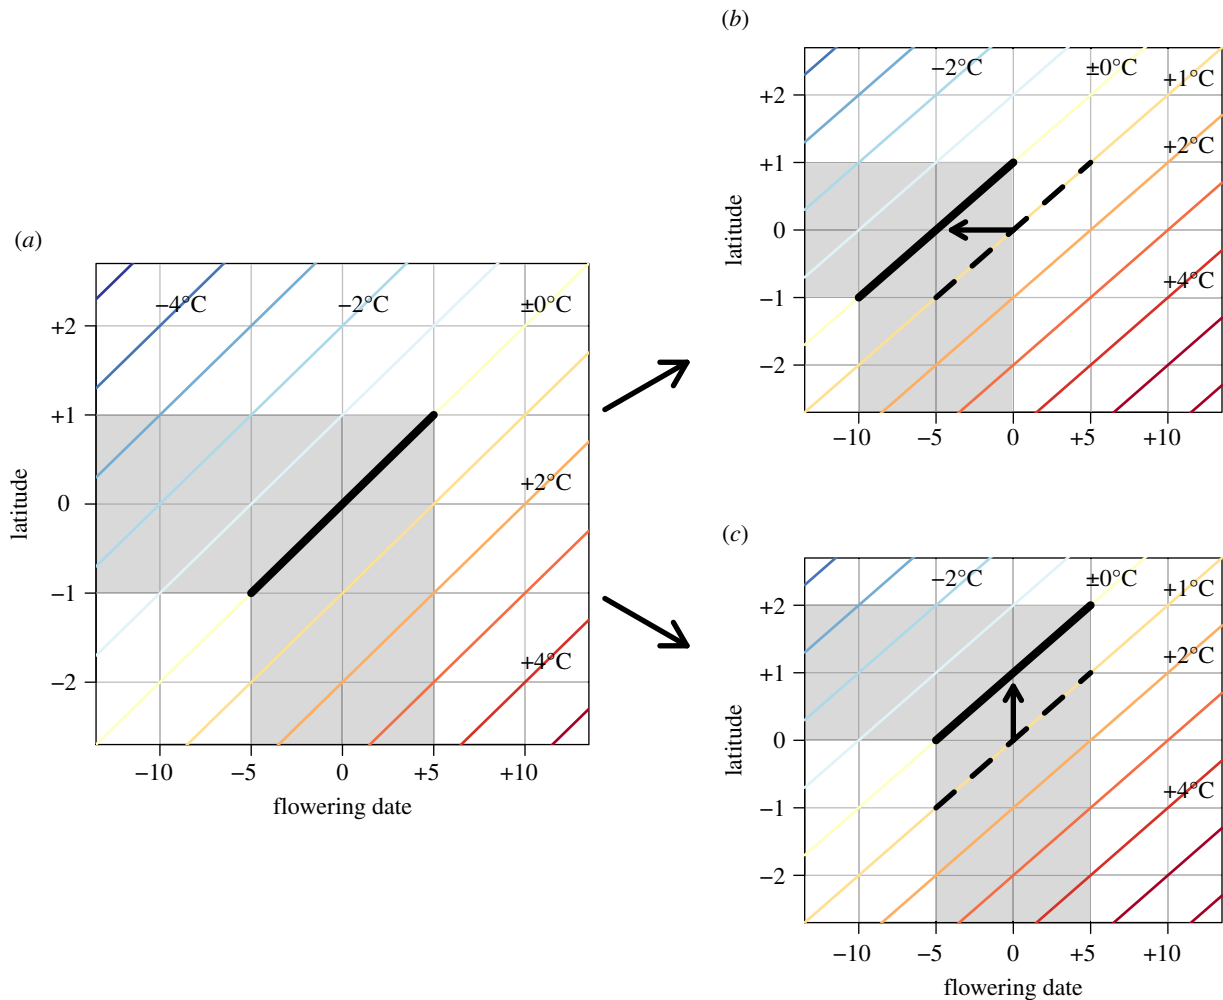 (a)
−4°C −2°C ±0°C
+2
+1
+2°C
0
−1
+4°C
−2
−10 −5 0 +5 +10
flowering date
latitude
(b)
−2°C ±0°C +1°C
+2
+2°C
+1
0
+4°C
−1
−2
−10 −5 0 +5 +10
latitude
(c)
−2°C ±0°C +1°C
+2
+2°C
+1
0
+4°C
−1
−2
−10 −5 0 +5 +10
flowering date
latitude